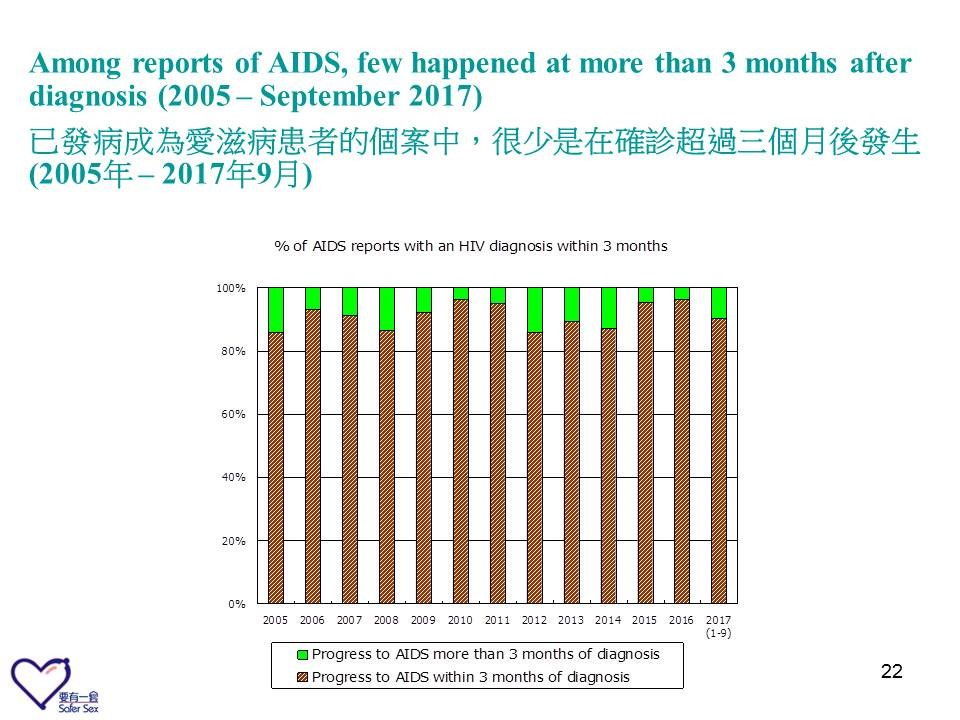 Among reports of AIDS, few happened at more than 3 months after
diagnosis (2005 – September 2017)
已發病成為愛滋病患者的個案中，很少是在確診超過三個月後發生
(2005年 – 2017年9月)
% of AIDS reports with an HIV diagnosis within 3 months
100%
80%
60%
40%
20%
0%
2005 2006 2007 2008 2009 2010 2011 2012 2013 2014 2015 2016 2017
(1-9)
Progress to AIDS more than 3 months of diagnosis
Progress to AIDS within 3 months of diagnosis
要有一套
Safer Sex
22